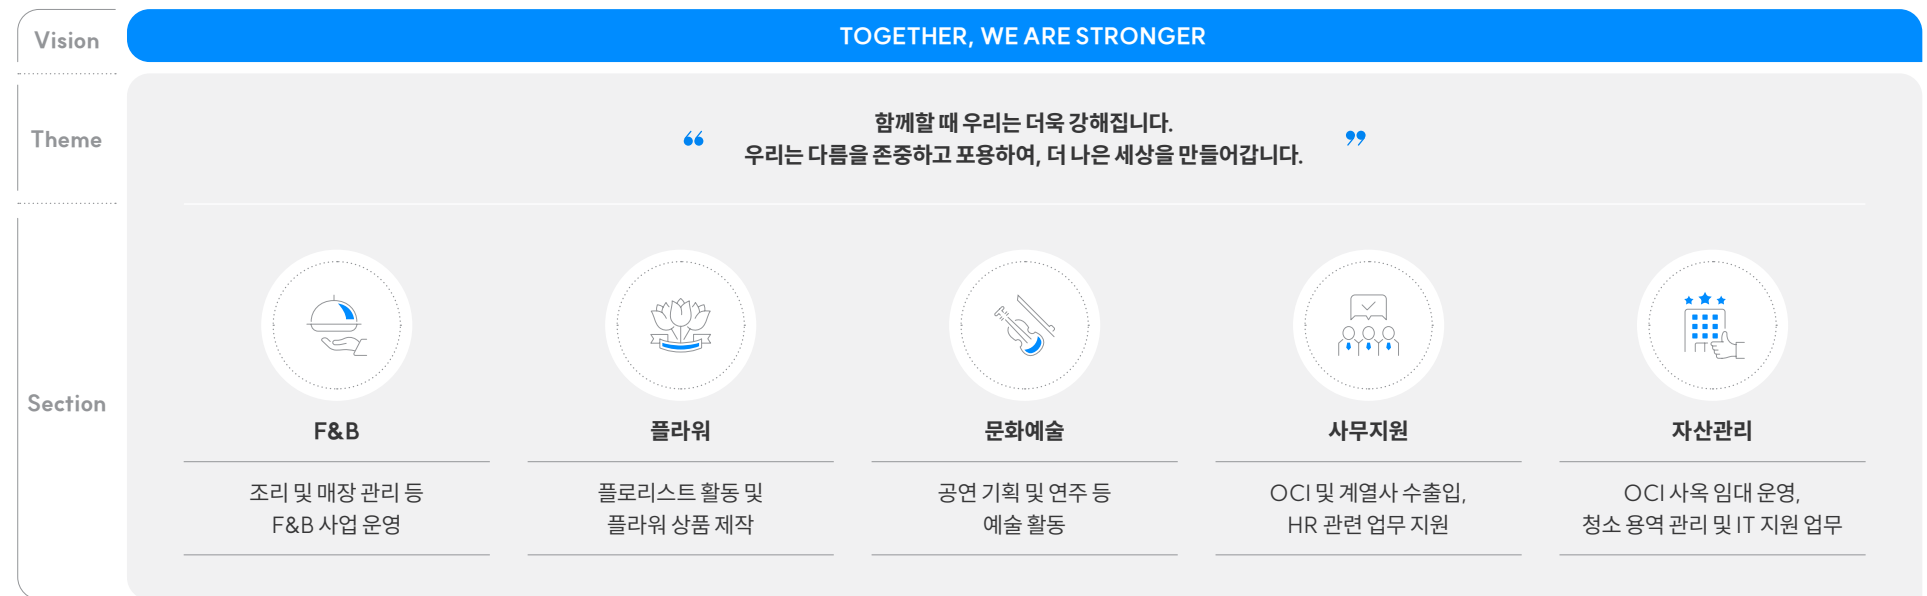 Vision
TOGETHER, WE ARE STRONGER
Theme
“ 함께할 때 우리는 더욱 강해집니다.
우리는 다름을 존중하고 포용하여, 더 나은 세상을 만들어갑니다. ”
Section
F&B
조리 및 매장 관리 등
F&B 사업 운영
플라워
플로리스트 활동 및
플라워 상품 제작
문화예술
공연 기획 및 연주 등
예술 활동
사무지원
OCI 및 계열사 수출입,
HR 관련 업무 지원
자산관리
OCI 사옥 임대 운영,
청소 용역 관리 및 IT 지원 업무